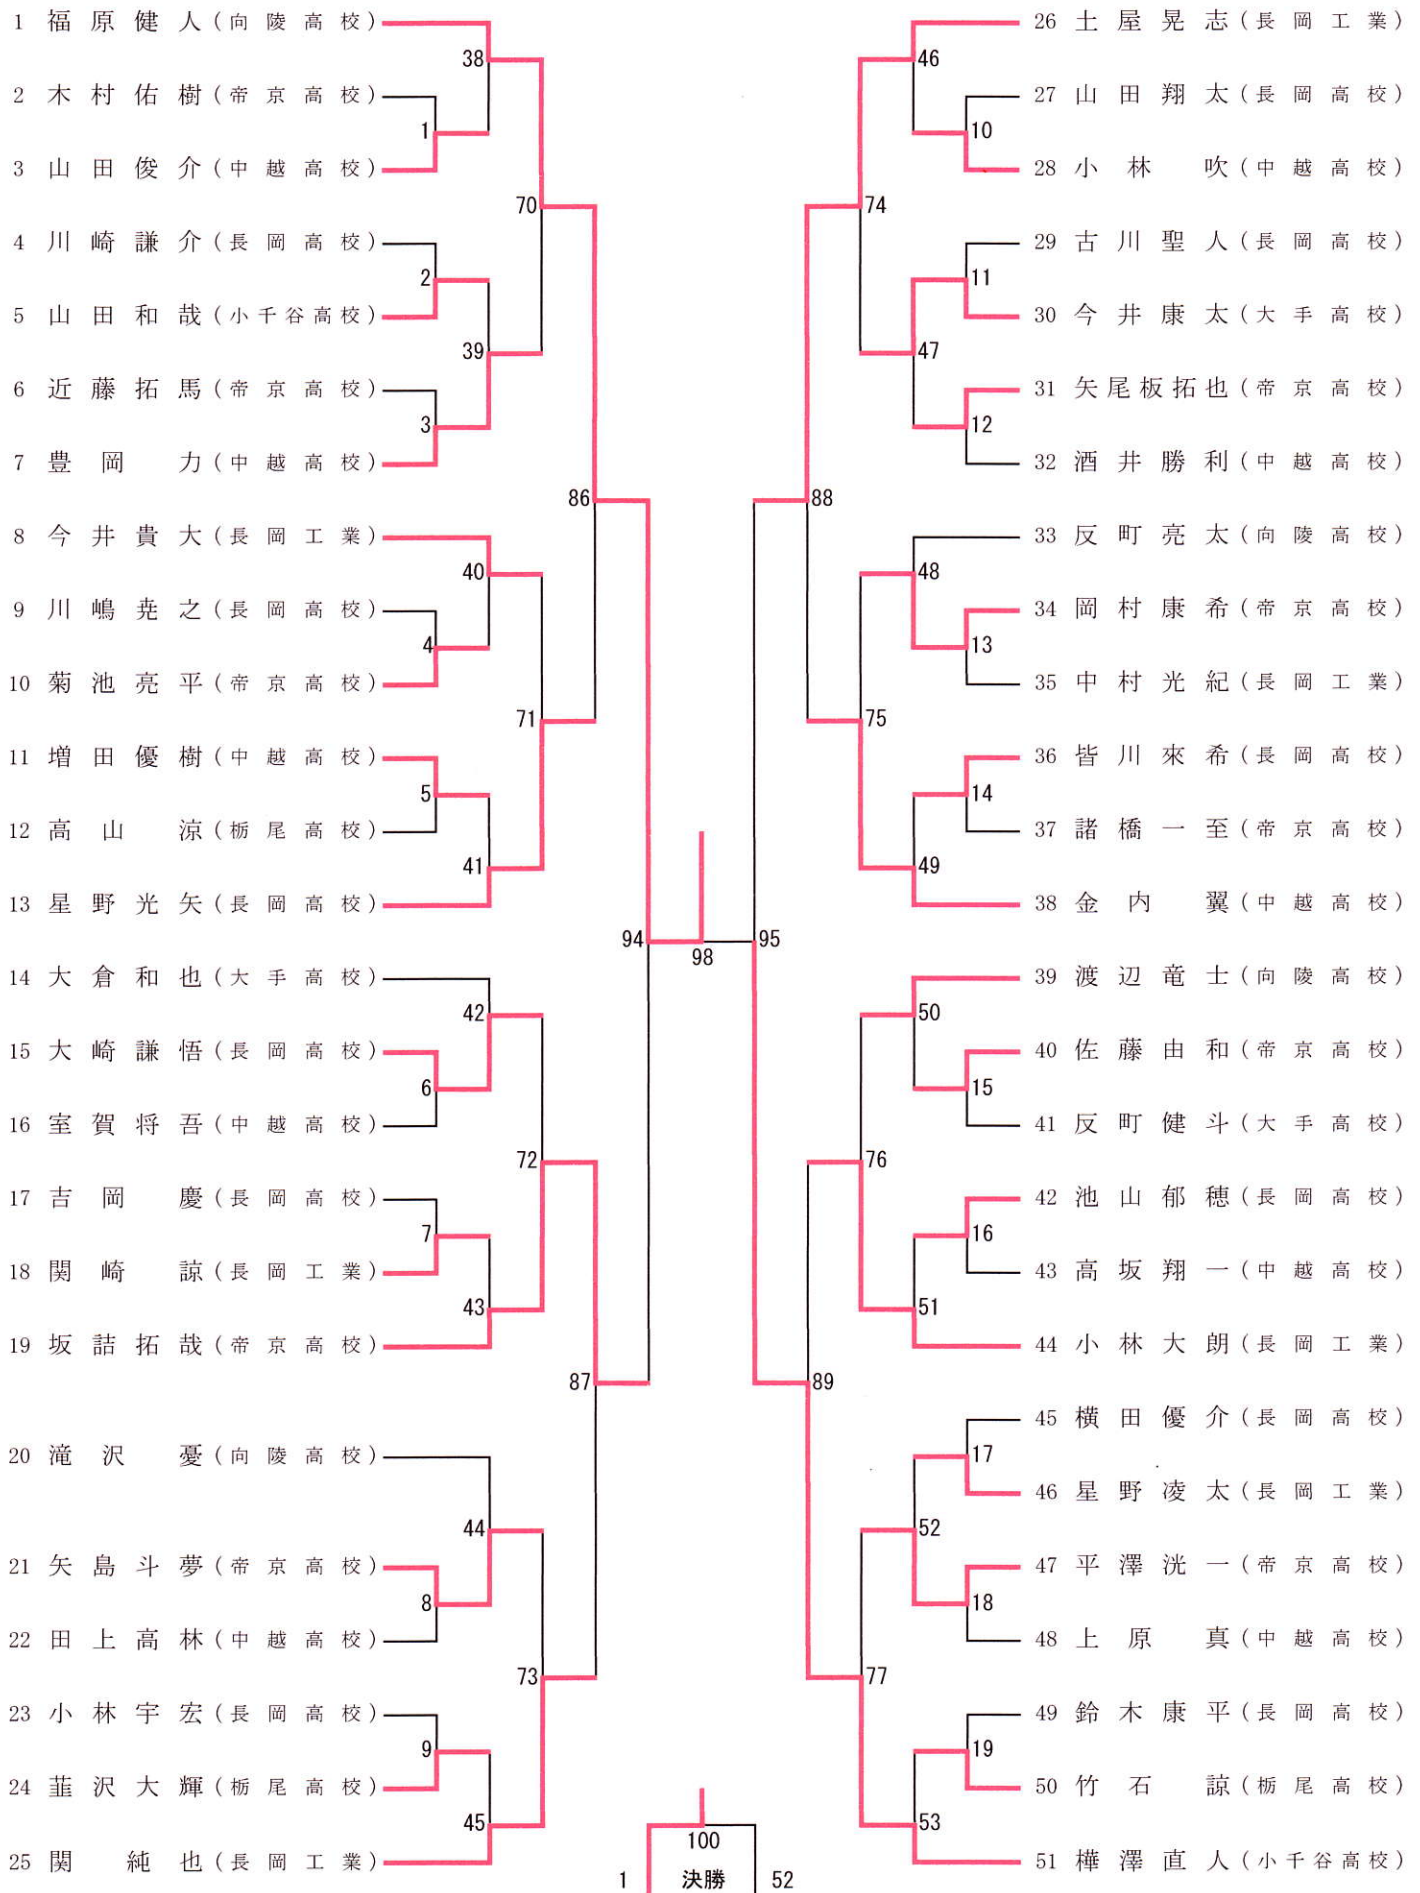 1 福原健人(向陵高校)
2 木村佑樹(帝京高校)
3 山田俊介(中越高校)
4 川崎謙介(長岡高校)
5 山田和哉(小千谷高校)
6 近藤拓馬(帝京高校)
7 豊岡 力(中越高校)
8 今井貴大(長岡工業)
9 川嶋尭之(長岡高校)
10 菊池亮平(帝京高校)
11 増田優樹(中越高校)
12 高山 涼(栃尾高校)
13 星野光矢(長岡高校)
14 大倉和也(大手高校)
15 大崎謙悟(長岡高校)
16 室賀将吾(中越高校)
17 吉岡 慶(長岡高校)
18 関崎 諒(長岡工業)
19 坂詰拓哉(帝京高校)
20 滝沢 憂(向陵高校)
21 矢島斗夢(帝京高校)
22 田上高林(中越高校)
23 小林宇宏(長岡高校)
24 韮沢大輝(栃尾高校)
25 関 純也(長岡工業)
38
1
70
2
39
3
86
40
4
71
5
41
94
42
6
72
7
43
87
44
8
73
9
45
98
95
100
1 決勝 52
46
10
74
11
47
12
88
48
13
75
14
49
50
15
76
16
51
89
17
52
18
77
19
53
26 土屋晃志(長岡工業)
27 山田翔太(長岡高校)
28 小林 吹(中越高校)
29 古川聖人(長岡高校)
30 今井康太(大手高校)
31 矢尾板拓也(帝京高校)
32 酒井勝利(中越高校)
33 反町亮太(向陵高校)
34 岡村康希(帝京高校)
35 中村光紀(長岡工業)
36 皆川來希(長岡高校)
37 諸橋一至(帝京高校)
38 金内 翼(中越高校)
39 渡辺竜士(向陵高校)
40 佐藤由和(帝京高校)
41 反町健斗(大手高校)
42 池山郁穂(長岡高校)
43 高坂翔一(中越高校)
44 小林大朗(長岡工業)
45 横田優介(長岡高校)
46 星野凌太(長岡工業)
47 平澤洸一(帝京高校)
48 上原 真(中越高校)
49 鈴木康平(長岡高校)
50 竹石 諒(栃尾高校)
51 樺澤直人(小千谷高校)